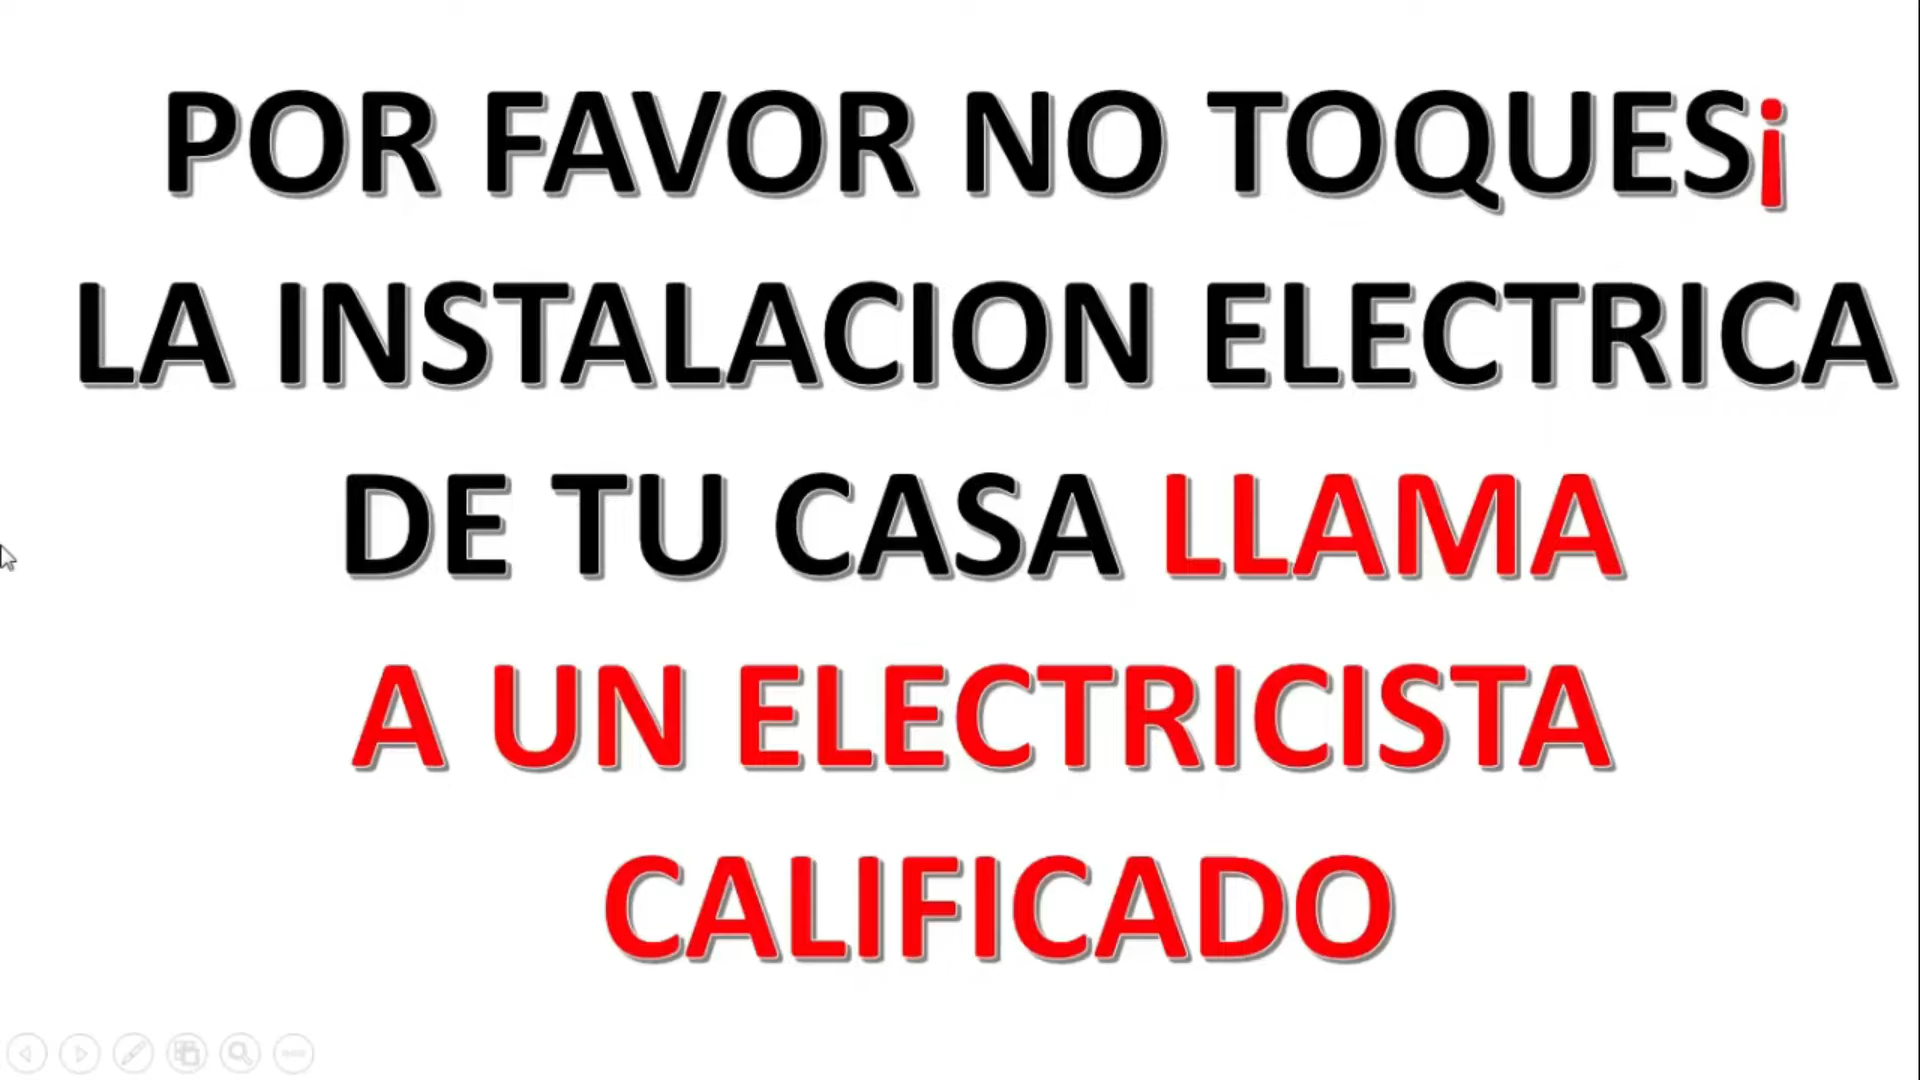 POR FAVOR NO TOQUES¡
LA INSTALACION ELECTRICA
DE TU CASA LLAMA
A UN ELECTRICISTA
CALIFICADO